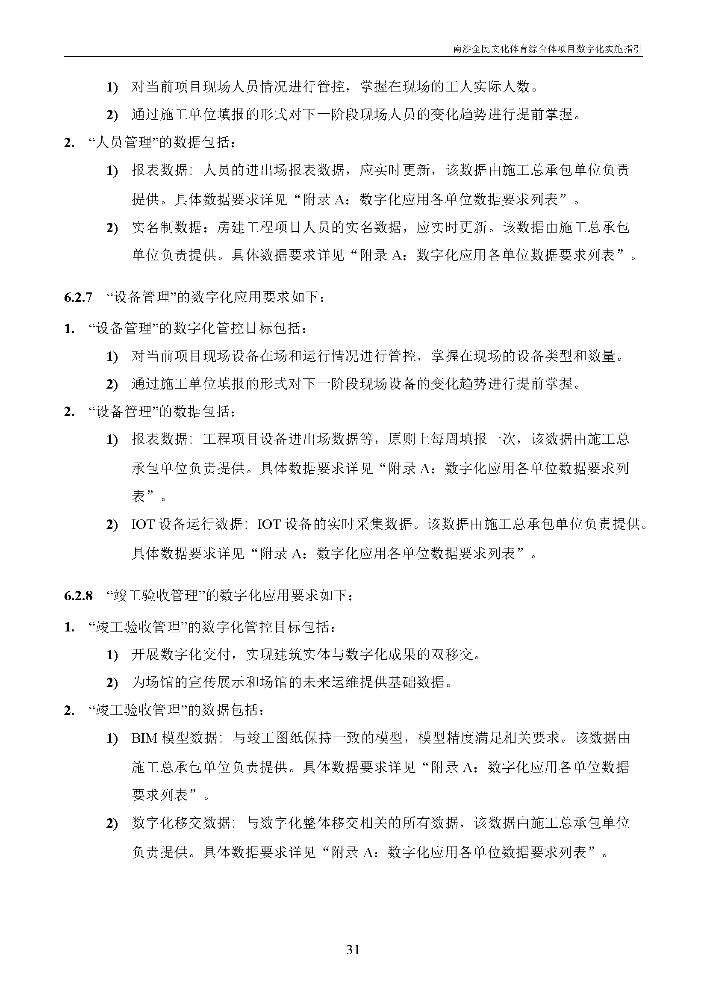 南沙全民文化体育综合体项目数字化实施指引
1) 对当前项目现场人员情况进行管控，掌握在现场的工人实际人数。
2) 通过施工单位填报的形式对下一阶段现场人员的变化趋势进行提前掌握。
2. “人员管理”的数据包括：
1) 报表数据：人员的进出场报表数据，应实时更新，该数据由施工总承包单位负责
提供。具体数据要求详见“附录 A：数字化应用各单位数据要求列表”。
2) 实名制数据：房建工程项目人员的实名数据，应实时更新。该数据由施工总承包
单位负责提供。具体数据要求详见“附录 A：数字化应用各单位数据要求列表”。
6.2.7 “设备管理”的数字化应用要求如下：
1. “设备管理”的数字化管控目标包括：
1) 对当前项目现场设备在场和运行情况进行管控，掌握在现场的设备类型和数量。
2) 通过施工单位填报的形式对下一阶段现场设备的变化趋势进行提前掌握。
2. “设备管理”的数据包括：
1) 报表数据：工程项目设备进出场数据等，原则上每周填报一次，该数据由施工总
承包单位负责提供。具体数据要求详见“附录 A：数字化应用各单位数据要求列
表”。
2) IOT 设备运行数据：IOT 设备的实时采集数据。该数据由施工总承包单位负责提供。
具体数据要求详见“附录 A：数字化应用各单位数据要求列表”。
6.2.8 “竣工验收管理”的数字化应用要求如下：
1. “竣工验收管理”的数字化管控目标包括：
1) 开展数字化交付，实现建筑实体与数字化成果的双移交。
2) 为场馆的宣传展示和场馆的未来运维提供基础数据。
2. “竣工验收管理”的数据包括：
1) BIM 模型数据：与竣工图纸保持一致的模型，模型精度满足相关要求。该数据由
施工总承包单位负责提供。具体数据要求详见“附录 A：数字化应用各单位数据
要求列表”。
2) 数字化移交数据：与数字化整体移交相关的所有数据，该数据由施工总承包单位
负责提供。具体数据要求详见“附录 A：数字化应用各单位数据要求列表”。
31